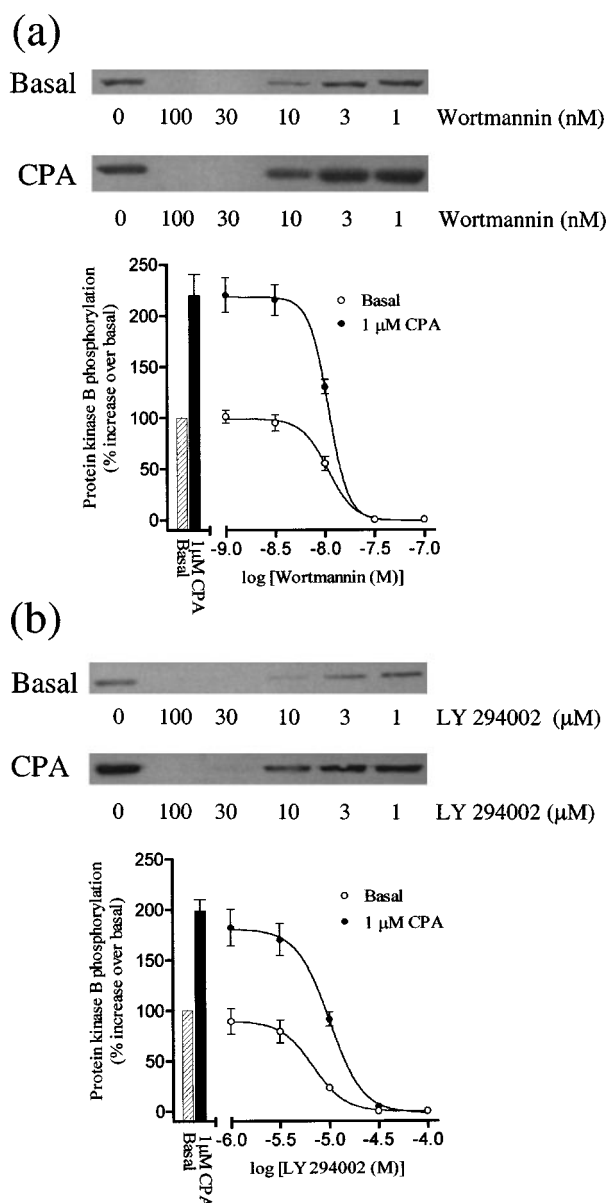 (a)
Basal
0 100 30 10 3 1 Wortmannin (nM)
CPA
0 100 30 10 3 1 Wortmannin (nM)
Protein kinase B phosphorylation
(% increase over basal)
250
200
150
100
50
0
Basal
1 μM CPA
Basal
1μM CPA
-9.0 -8.5 -8.0 -7.5 -7.0
log [Wortmannin (M)]
(b)
Basal
0 100 30 10 3 1 LY 294002 (μM)
CPA
0 100 30 10 3 1 LY 294002 (μM)
Protein kinase B phosphorylation
(% increase over basal)
250
200
150
100
50
0
Basal
1 μM CPA
Basal
1μM CPA
-6.0 -5.5 -5.0 -4.5 -4.0
log [LY 294002 (M)]